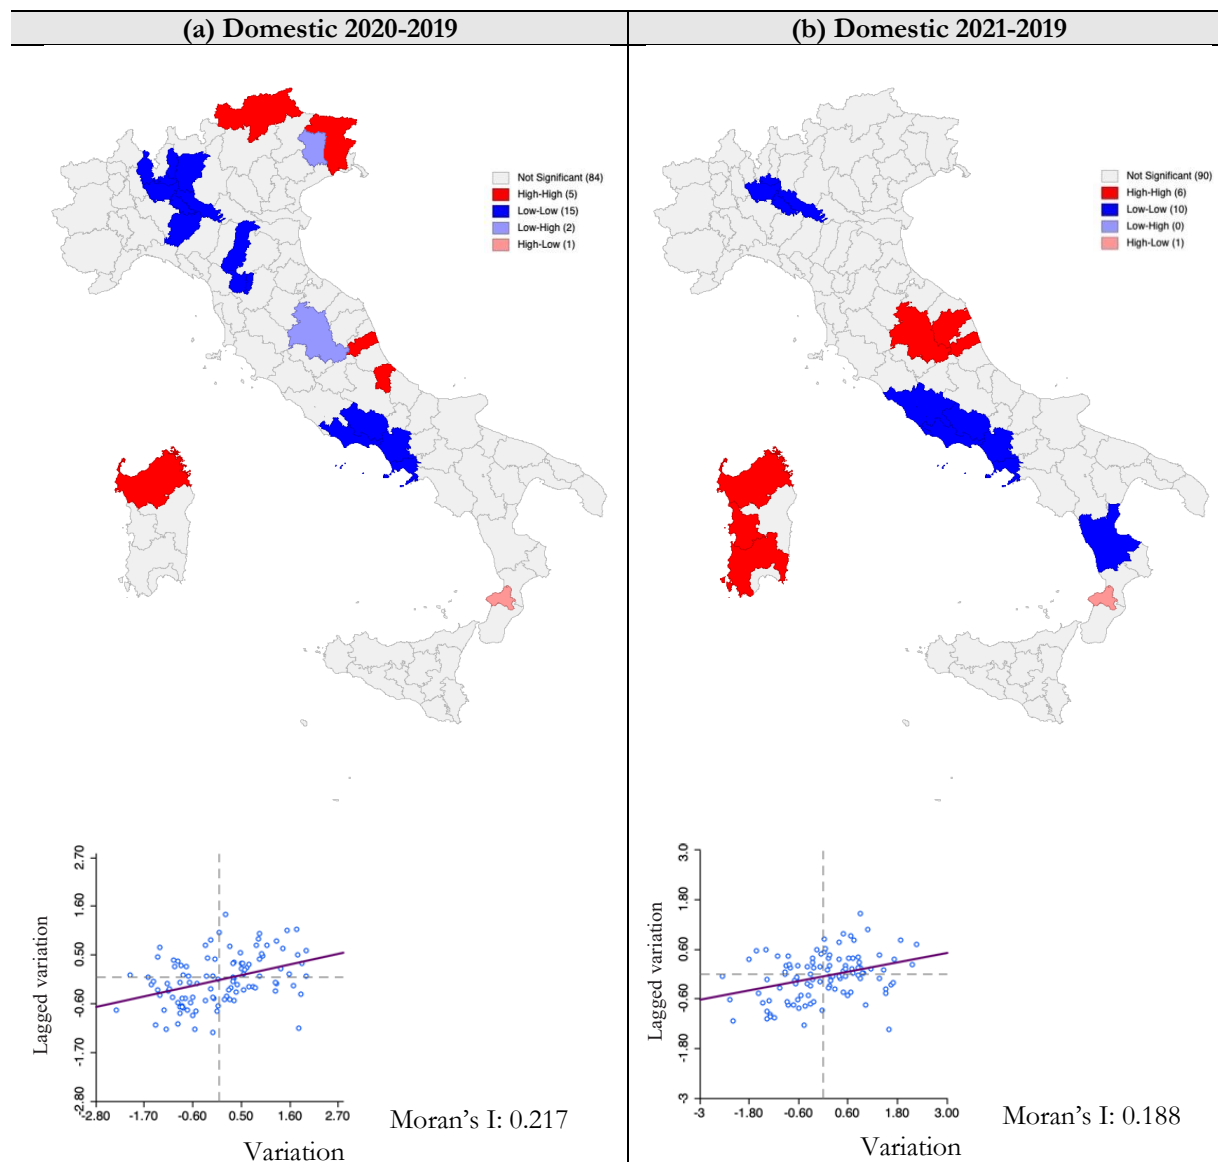 (a) Domestic 2020-2019
(b) Domestic 2021-2019
Not Significant (84)
High-High (5)
Low-Low (15)
Low-High (2)
High-Low (1)
Not Significant (90)
High-High (6)
Low-Low (10)
Low-High (0)
High-Low (1)
Lagged variation
2.70
1.60
0.50
-0.60
-1.70
-2.80
-2.80 -1.70 -0.60 0.50 1.60 2.70
Variation
Moran's I: 0.217
Lagged variation
3.0
1.80
0.60
-0.60
-1.80
-3
-3 -1.80 -0.60 0.60 1.80 3.00
Variation
Moran's I: 0.188